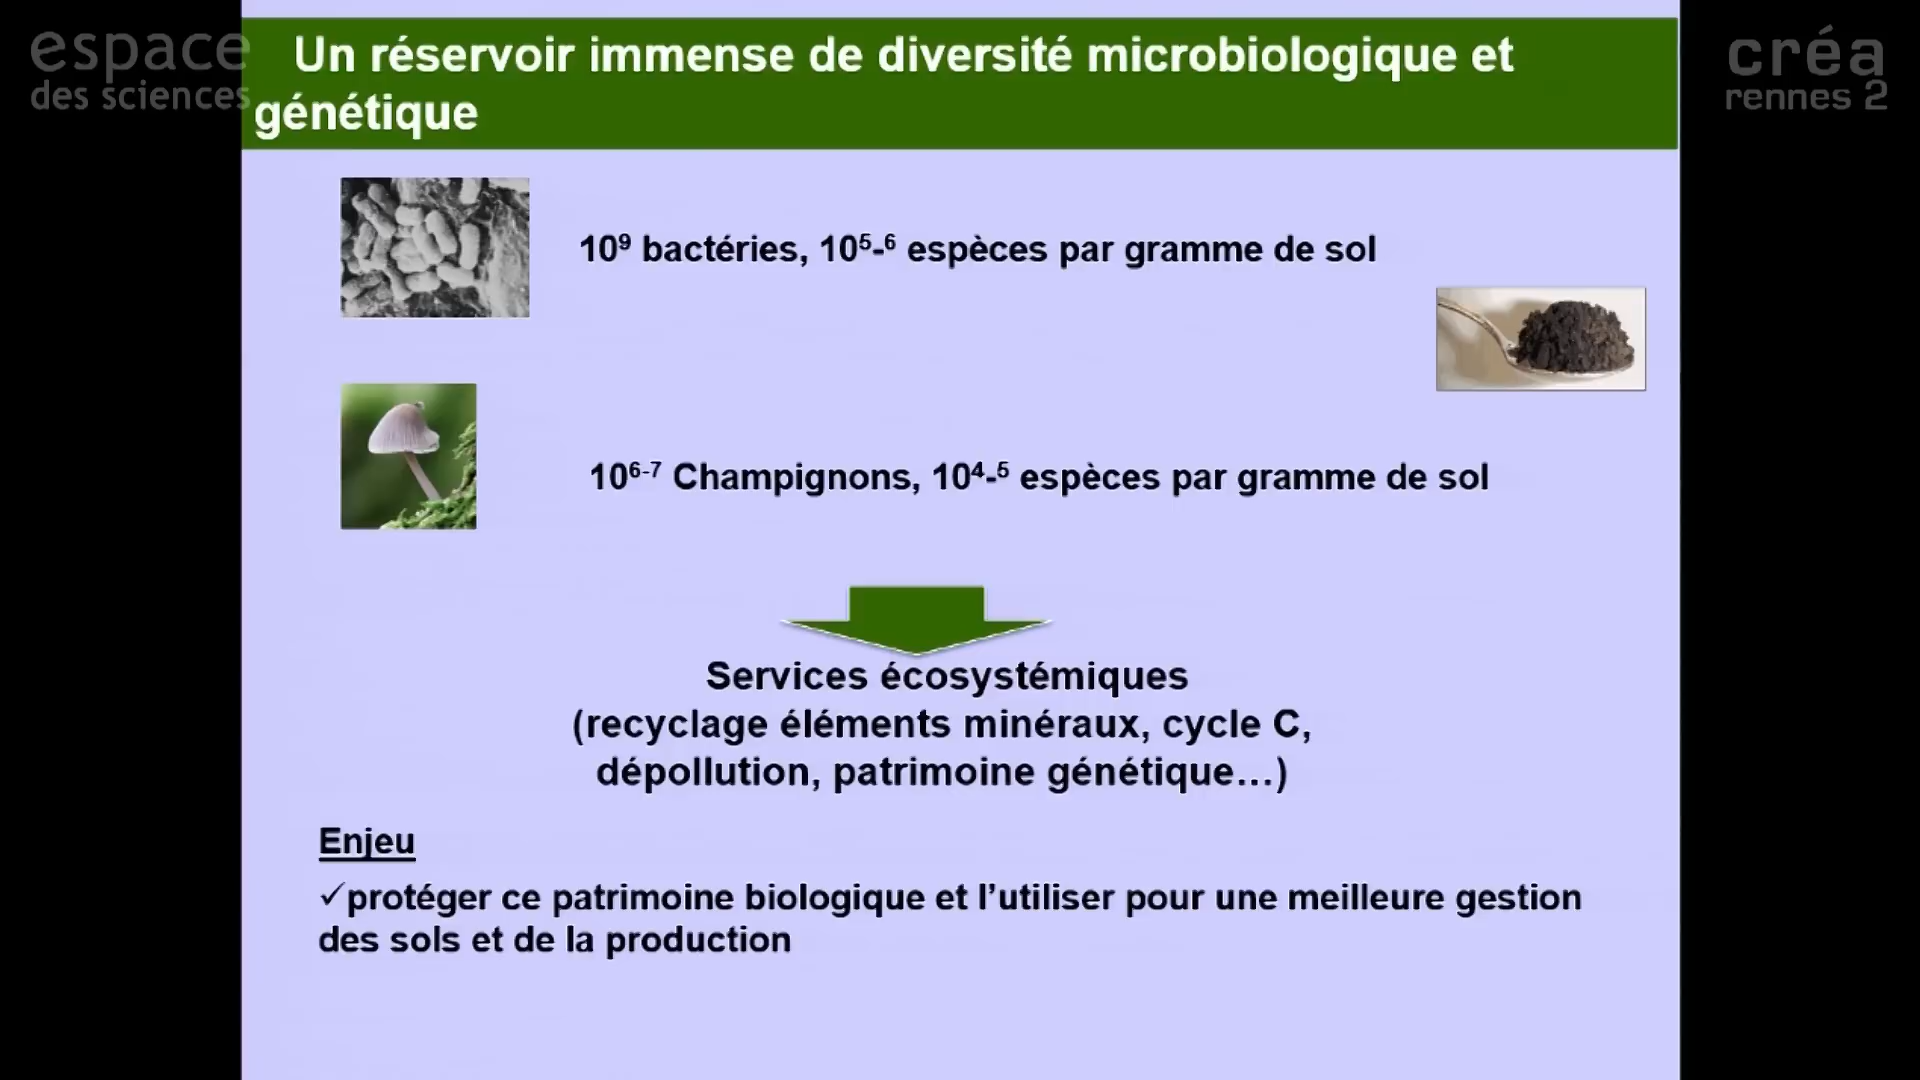 espace
des sciences
créa
rennes 2
Un réservoir immense de diversité microbiologique et
génétique
10⁹ bactéries, 10⁵-⁶ espèces par gramme de sol
10⁶⁻⁷ Champignons, 10⁴-⁵ espèces par gramme de sol
Services écosystémiques
(recyclage éléments minéraux, cycle C,
dépollution, patrimoine génétique…)
Enjeu
✓protéger ce patrimoine biologique et l’utiliser pour une meilleure gestion
des sols et de la production